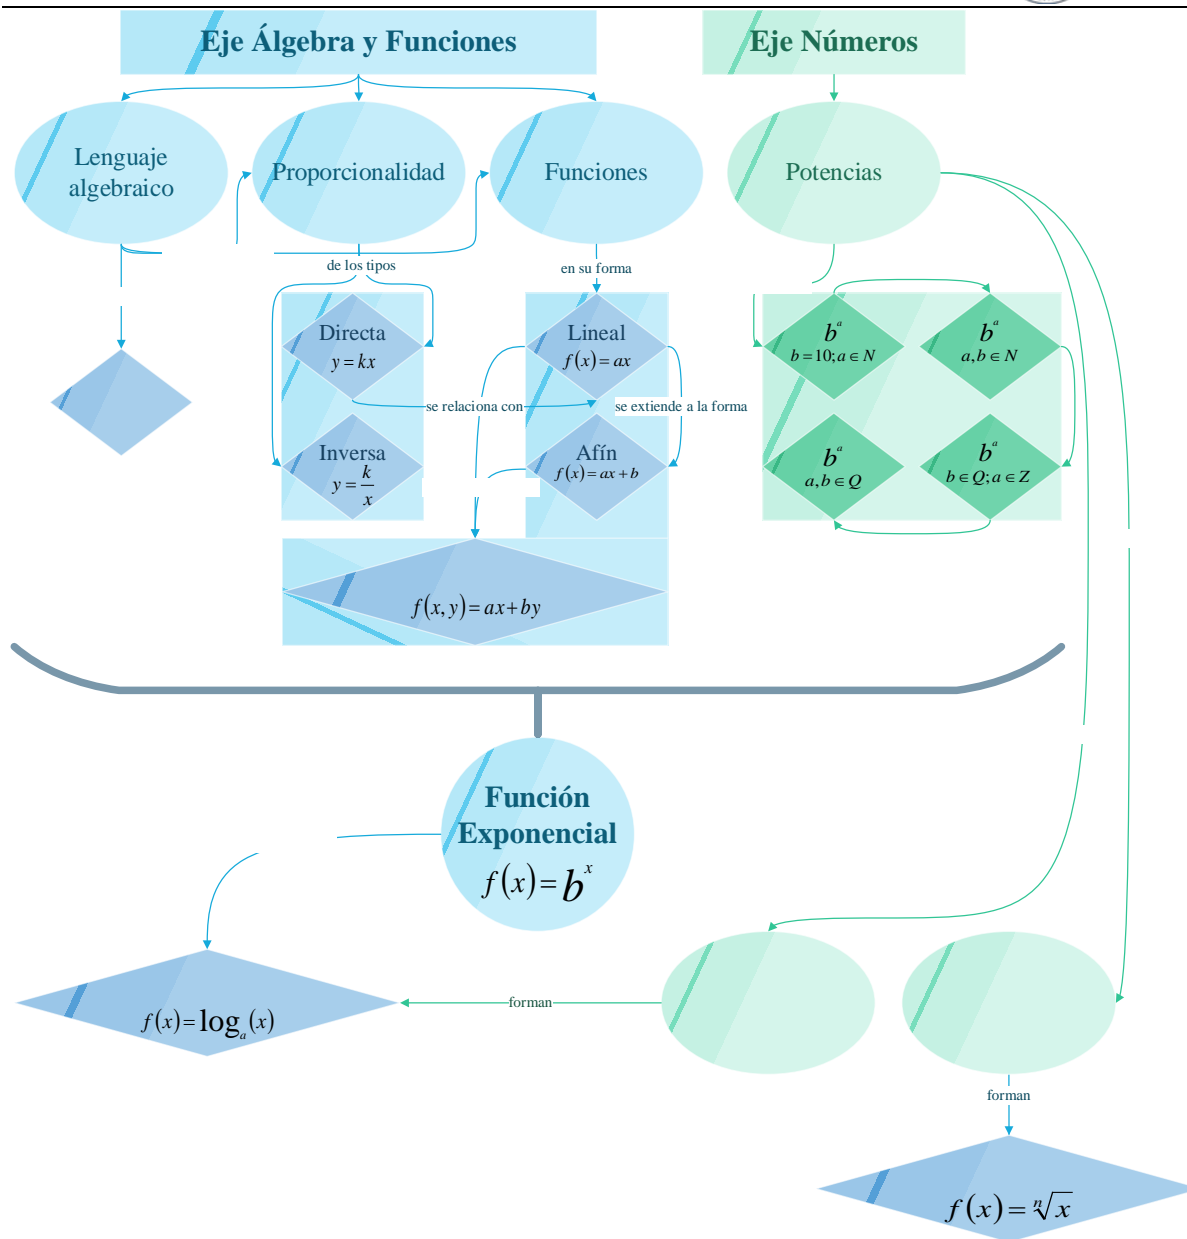 Eje Álgebra y Funciones
Eje Números
Lenguaje
algebraico
Proporcionalidad
Funciones
Potencias
de los tipos
en su forma
Directa
y = kx
Lineal
f(x) = ax
b^a
b = 10; a ∈ N
b^a
a, b ∈ N
se relaciona con
se extiende a la forma
Inversa
y = k/x
Afín
f(x) = ax + b
b^a
a, b ∈ Q
b^a
b ∈ Q; a ∈ Z
f(x, y) = ax + by
Función
Exponencial
f(x) = b^x
forman
f(x) = log_a(x)
forman
f(x) = ⁿ√x